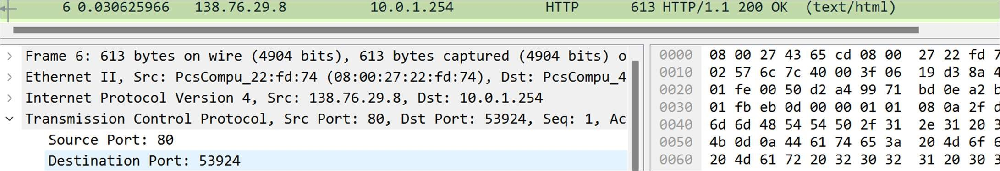 6 0.030625966 138.76.29.8 10.0.1.254 HTTP 613 HTTP/1.1 200 OK (text/html)
Frame 6: 613 bytes on wire (4904 bits), 613 bytes captured (4904 bits) o
Ethernet II, Src: PcsCompu_22:fd:74 (08:00:27:22:fd:74), Dst: PcsCompu_4
Internet Protocol Version 4, Src: 138.76.29.8, Dst: 10.0.1.254
Transmission Control Protocol, Src Port: 80, Dst Port: 53924, Seq: 1, Ac
Source Port: 80
Destination Port: 53924
0000 08 00 27 43 65 cd 08 00 27 22 fd 7
0010 02 57 6c 7c 40 00 3f 06 19 d3 8a 4
0020 01 fe 00 50 d2 a4 99 71 bd 0e a2 b
0030 01 fb eb 0d 00 00 01 01 08 0a 2f d
0040 6d 6d 48 54 54 50 2f 31 2e 31 20 3
0050 4b 0d 0a 44 61 74 65 3a 20 4d 6f 6
0060 20 4d 61 72 20 32 30 32 31 20 30 3